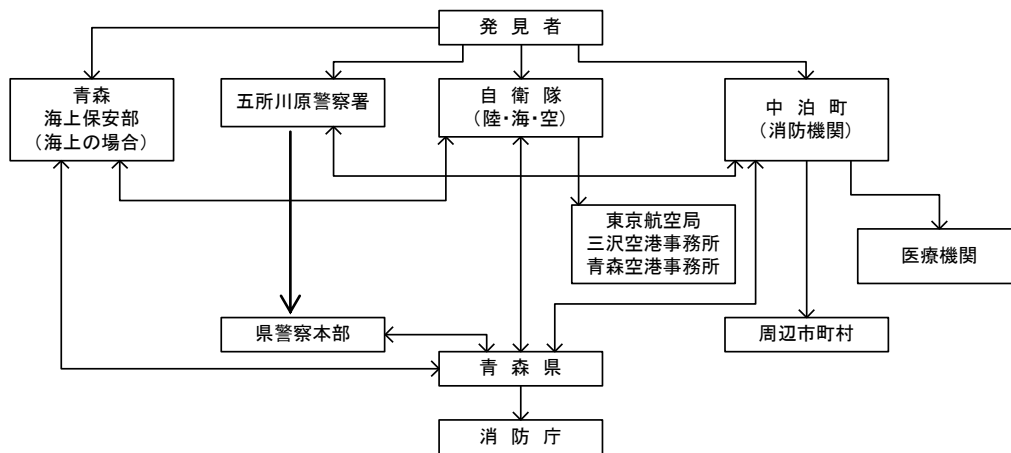 発見者
青森
海上保安部
（海上の場合）
五所川原警察署
自衛隊
（陸・海・空）
中泊町
（消防機関）
東京航空局
三沢空港事務所
青森空港事務所
医療機関
県警察本部
周辺市町村
青森県
消防庁